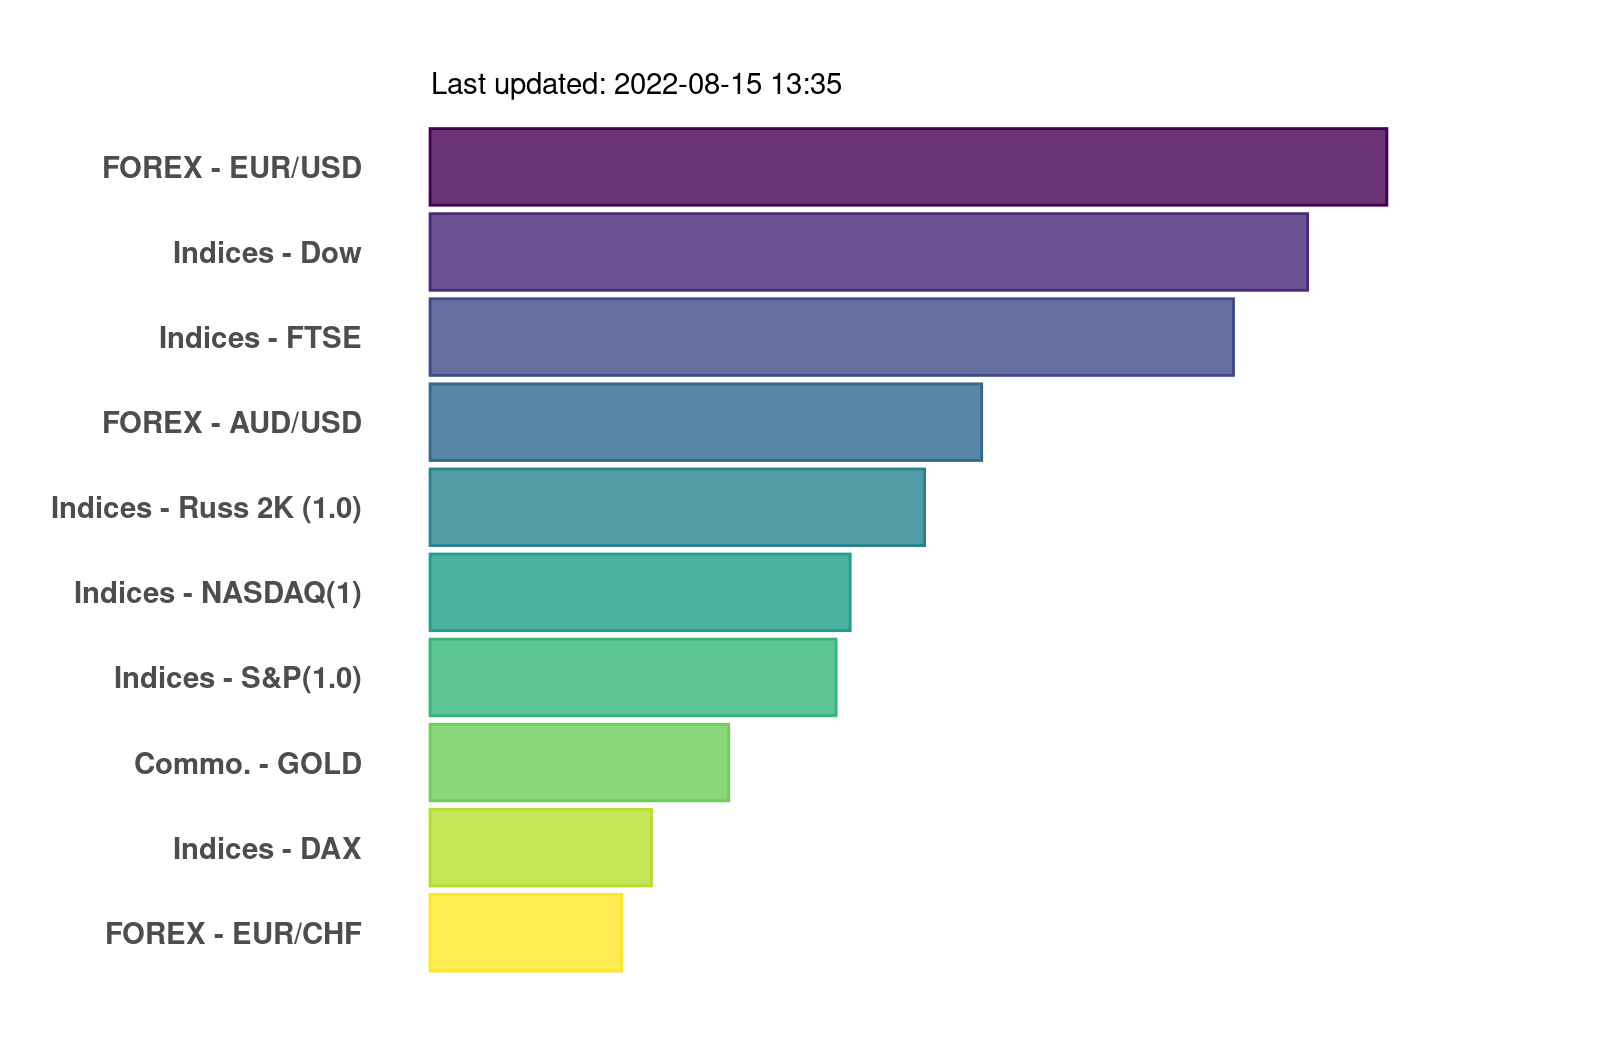 Last updated: 2022-08-15 13:35
FOREX - EUR/USD
Indices - Dow
Indices - FTSE
FOREX - AUD/USD
Indices - Russ 2K (1.0)
Indices - NASDAQ(1)
Indices - S&P(1.0)
Commo. - GOLD
Indices - DAX
FOREX - EUR/CHF